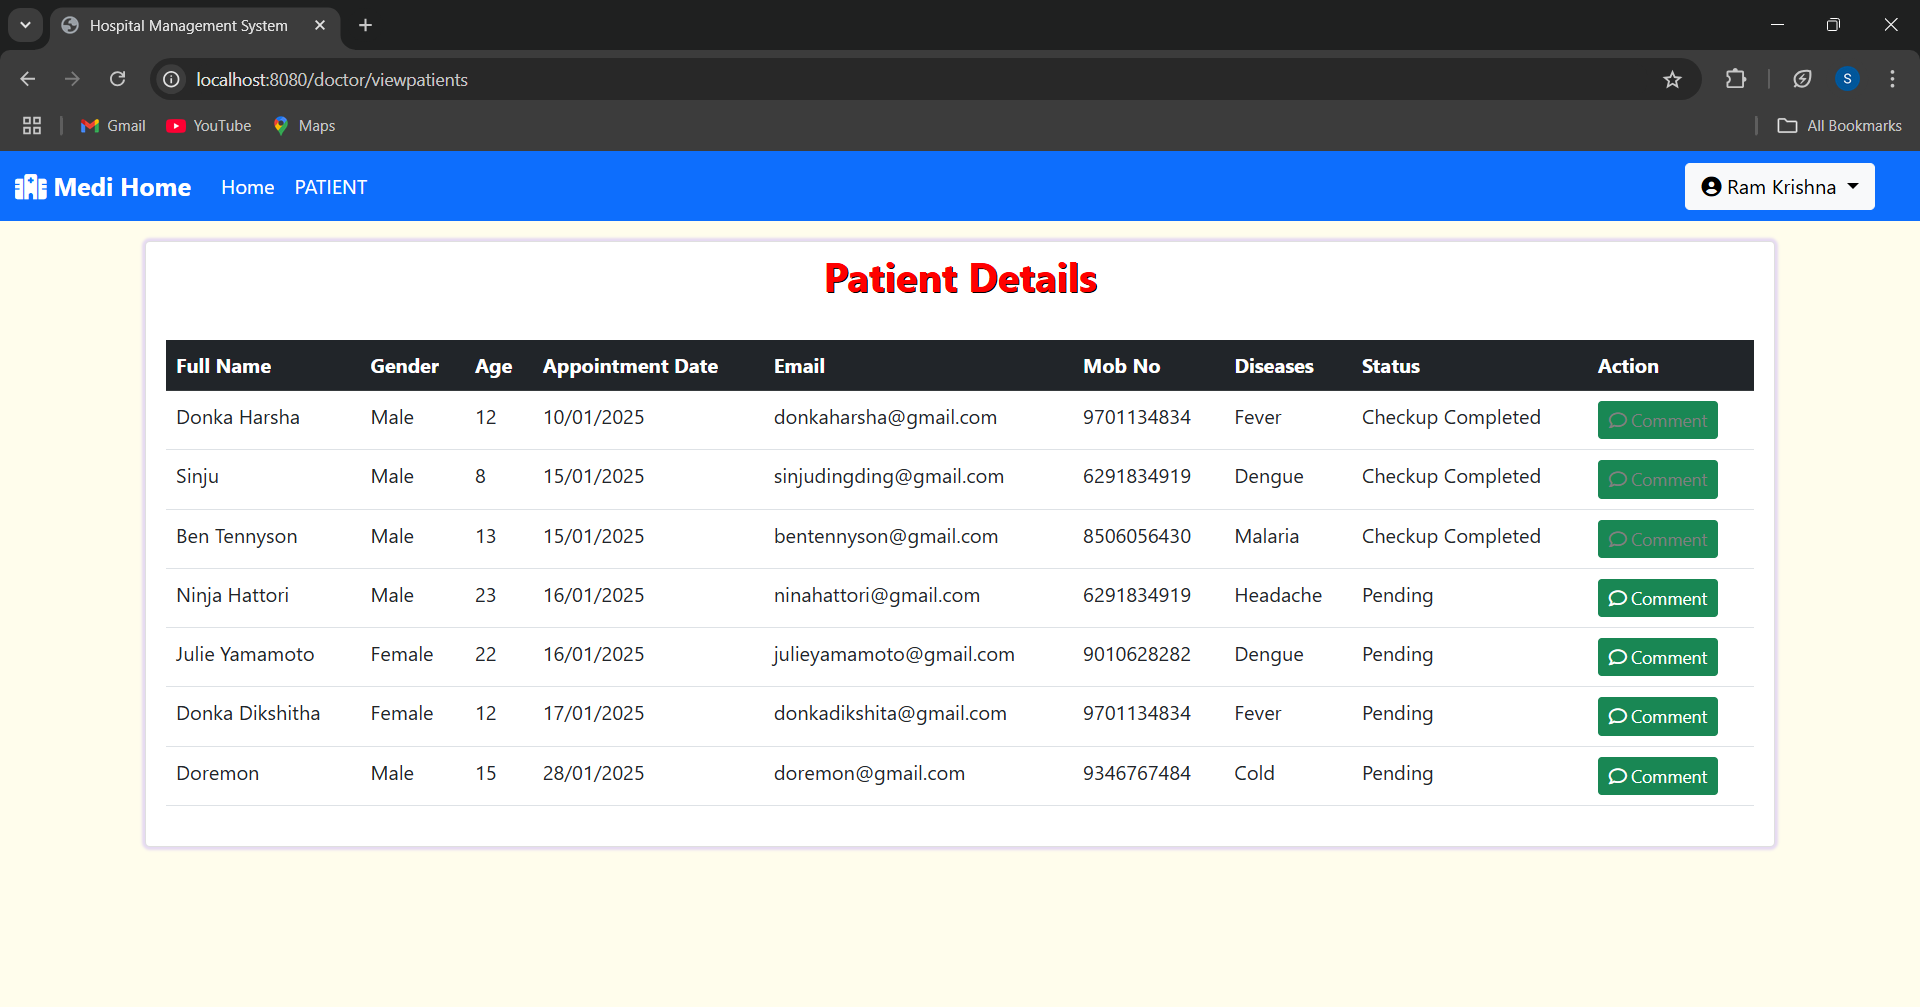 Hospital Management System
localhost:8080/doctor/viewpatients
S
Gmail YouTube Maps All Bookmarks
Medi Home Home PATIENT Ram Krishna
Patient Details
Full Name Gender Age Appointment Date Email Mob No Diseases Status Action
Donka Harsha Male 12 10/01/2025 donkaharsha@gmail.com 9701134834 Fever Checkup Completed Comment
Sinju Male 8 15/01/2025 sinjudingding@gmail.com 6291834919 Dengue Checkup Completed Comment
Ben Tennyson Male 13 15/01/2025 bentennyson@gmail.com 8506056430 Malaria Checkup Completed Comment
Ninja Hattori Male 23 16/01/2025 ninahattori@gmail.com 6291834919 Headache Pending Comment
Julie Yamamoto Female 22 16/01/2025 julieyamamoto@gmail.com 9010628282 Dengue Pending Comment
Donka Dikshitha Female 12 17/01/2025 donkadikshita@gmail.com 9701134834 Fever Pending Comment
Doremon Male 15 28/01/2025 doremon@gmail.com 9346767484 Cold Pending Comment